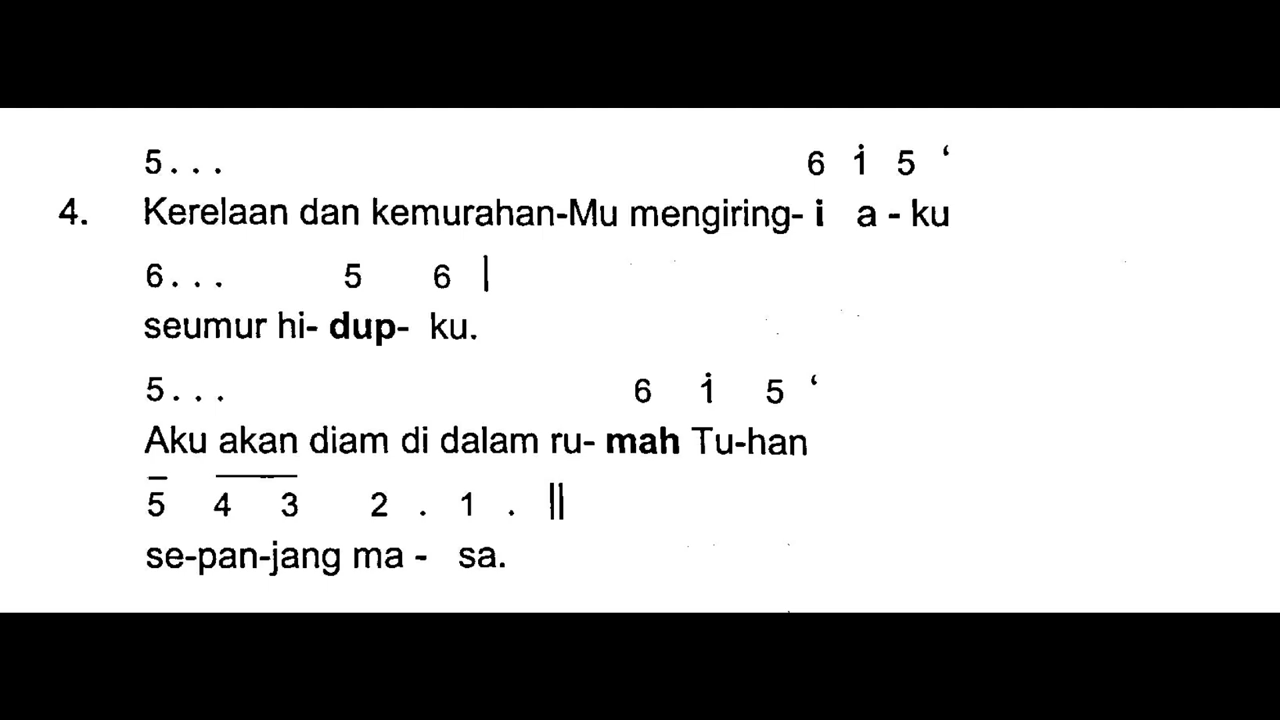 5 . . . 6 i̇ 5 ‘
4. Kerelaan dan kemurahan-Mu mengiring- i a - ku
6 . . . 5 6 |
seumur hi- dup- ku.
5 . . . 6 1̇ 5 ‘
Aku akan diam di dalam ru- mah Tu-han
5 4 3 2 . 1 . ||
se-pan-jang ma - sa.